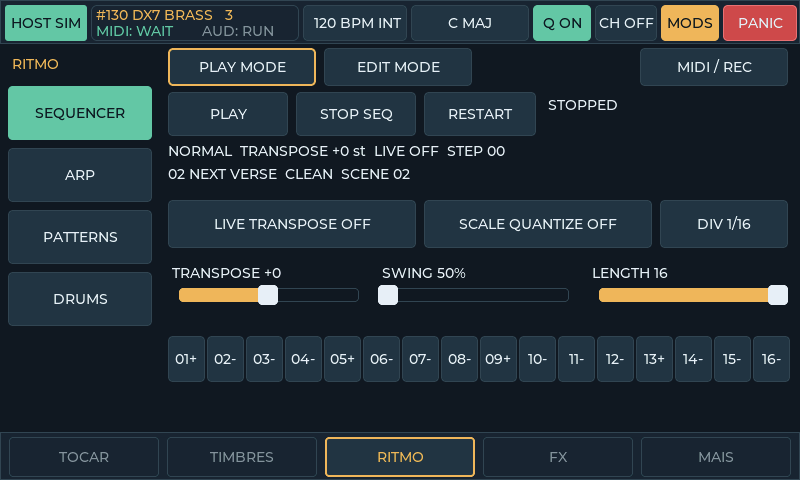 HOST SIM
#130 DX7 BRASS   3
MIDI: WAIT   AUD: RUN
120 BPM INT
C MAJ
Q ON
CH OFF
MODS
PANIC
RITMO
PLAY MODE
EDIT MODE
MIDI / REC
SEQUENCER
ARP
PATTERNS
DRUMS
PLAY
STOP SEQ
RESTART
STOPPED
NORMAL  TRANSPOSE +0 st  LIVE OFF  STEP 00
02 NEXT VERSE  CLEAN  SCENE 02
LIVE TRANSPOSE OFF
SCALE QUANTIZE OFF
DIV 1/16
TRANSPOSE +0
SWING 50%
LENGTH 16
01+ 02- 03- 04- 05+ 06- 07- 08- 09+ 10- 11- 12- 13+ 14- 15- 16-
TOCAR
TIMBRES
RITMO
FX
MAIS